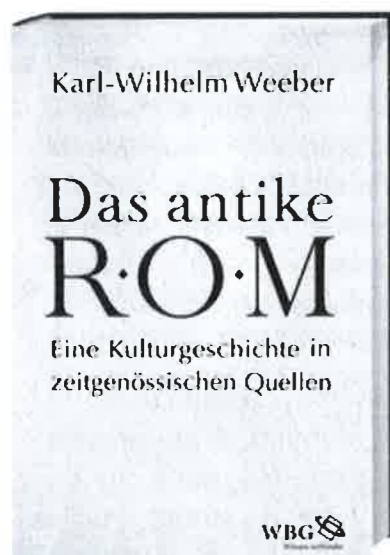 Karl-Wilhelm Weeber
Das antike
R·O·M
Eine Kulturgeschichte in
zeitgenössischen Quellen
WBG